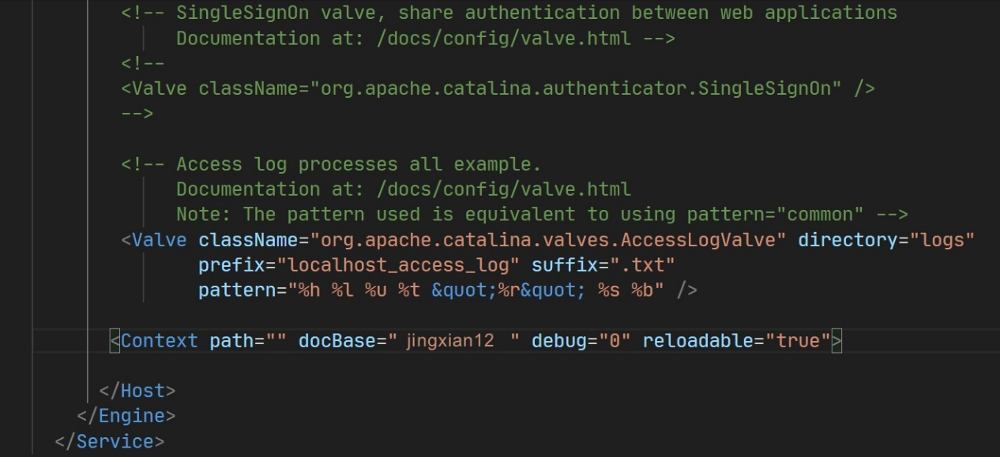 <!-- SingleSignOn valve, share authentication between web applications
Documentation at: /docs/config/valve.html -->
<!--
<Valve className="org.apache.catalina.authenticator.SingleSignOn" />
-->
<!-- Access log processes all example.
Documentation at: /docs/config/valve.html
Note: The pattern used is equivalent to using pattern="common" -->
<Valve className="org.apache.catalina.valves.AccessLogValve" directory="logs"
prefix="localhost_access_log" suffix=".txt"
pattern="%h %l %u %t &quot;%r&quot; %s %b" />
<Context path="" docBase=" jingxian12 " debug="0" reloadable="true">
</Host>
</Engine>
</Service>